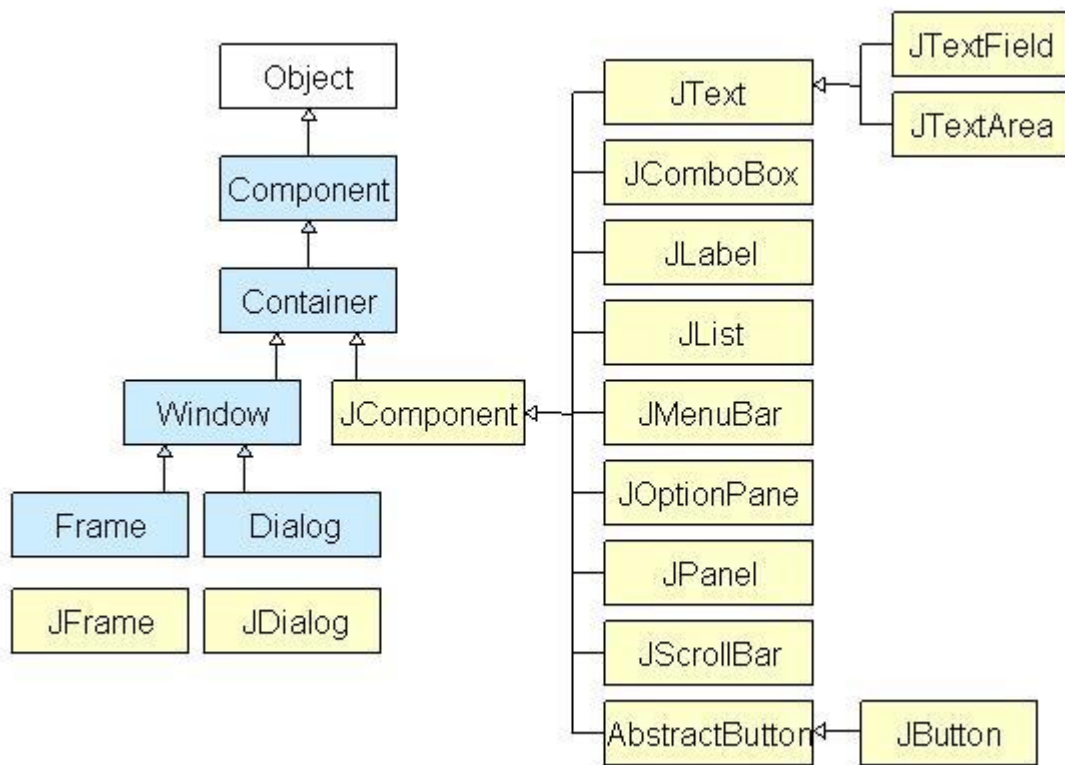 Object
Component
Container
Window
JComponent
Frame
Dialog
JFrame
JDialog
JText
JComboBox
JLabel
JList
JMenuBar
JOptionPane
JPanel
JScrollBar
AbstractButton
JTextField
JTextArea
JButton